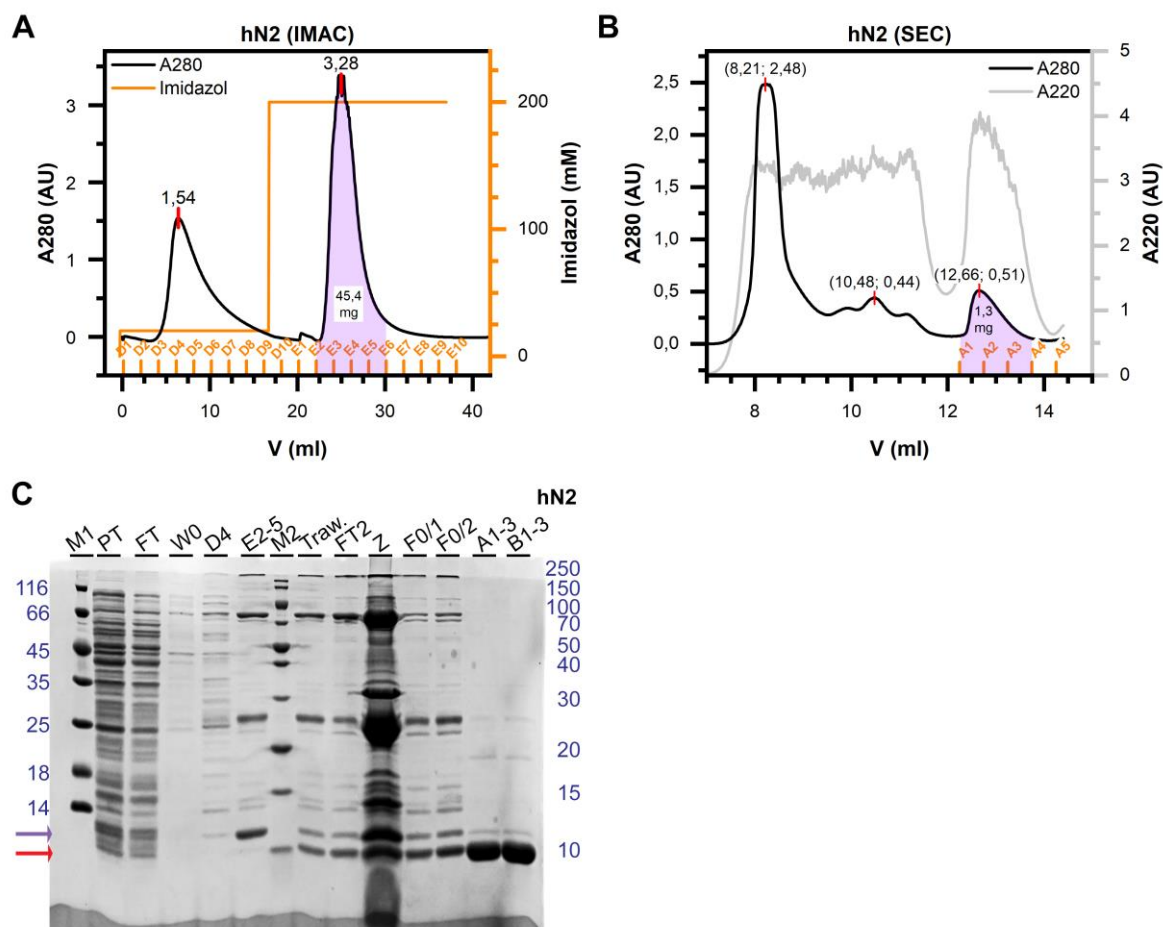 A
hN2 (IMAC)
3,28
A280
Imidazol
1,54
45,4
mg
3
2
1
0
A280 (AU)
200
100
0
Imidazol (mM)
D1 D2 D3 D4 D5 D6 D7 D8 D9 D10 E1 E2 E3 E4 E5 E6 E7 E8 E9 E10
0 10 20 30 40
V (ml)
B
hN2 (SEC)
(8,21; 2,48)
A280
A220
(10,48; 0,44)
(12,66; 0,51)
1,3
mg
2,5
2,0
1,5
1,0
0,5
0,0
A280 (AU)
5
4
3
2
1
0
A220 (AU)
A1 A2 A3 A4 A5
8 10 12 14
V (ml)
C
hN2
M1 PT FT W0 D4 E2-5 M2 Traw. FT2 Z F0/1 F0/2 A1-3 B1-3
116
66
45
35
25
18
14
250
150
100
70
50
40
30
20
15
10